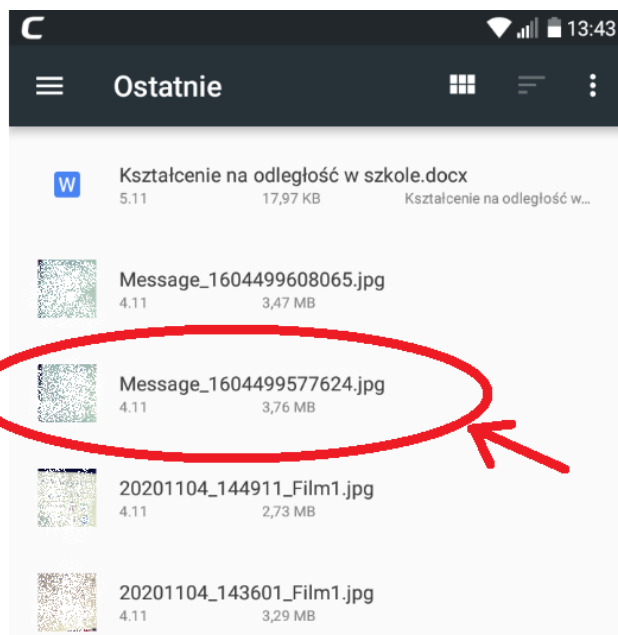 13:43
Ostatnie
W
Kształcenie na odległość w szkole.docx
5.11 17,97 KB Kształcenie na odległość w...
Message_1604499608065.jpg
4.11 3,47 MB
Message_1604499577624.jpg
4.11 3,76 MB
20201104_144911_Film1.jpg
4.11 2,73 MB
20201104_143601_Film1.jpg
4.11 3,29 MB